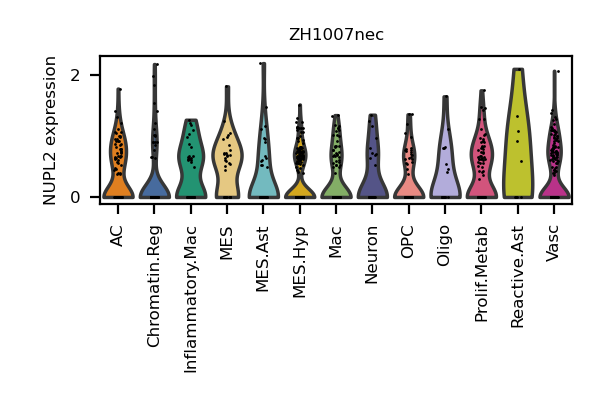 ZH1007nec
NUPL2 expression
2
0
AC
Chromatin.Reg
Inflammatory.Mac
MES
MES.Ast
MES.Hyp
Mac
Neuron
OPC
Oligo
Prolif.Metab
Reactive.Ast
Vasc